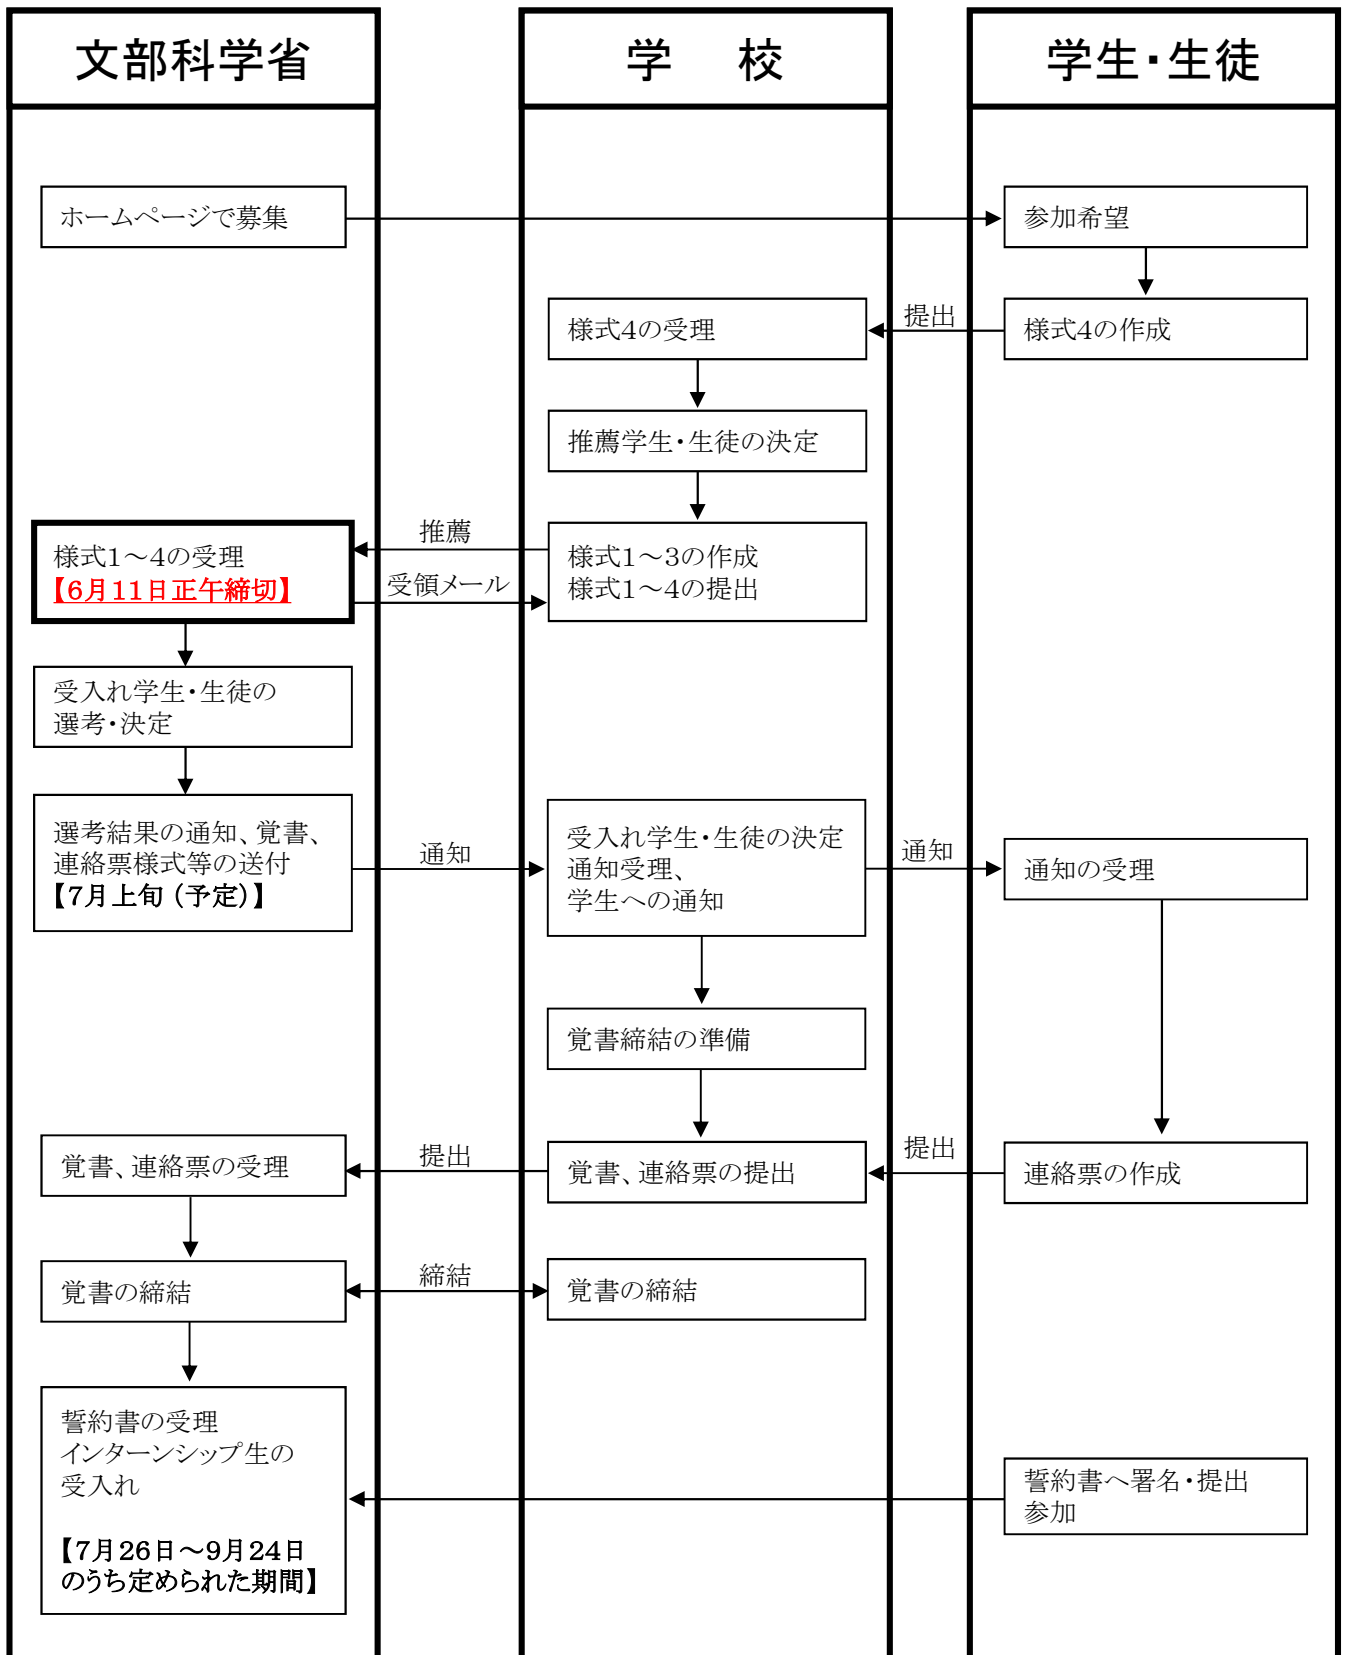 文部科学省
学　校
学生・生徒
ホームページで募集
参加希望
提出
様式4の受理
様式4の作成
推薦学生・生徒の決定
推薦
様式1～4の受理
【6月11日正午締切】
受領メール
様式1～3の作成
様式1～4の提出
受入れ学生・生徒の
選考・決定
選考結果の通知、覚書、
連絡票様式等の送付
【7月上旬（予定）】
通知
受入れ学生・生徒の決定
通知受理、
学生への通知
通知
通知の受理
覚書締結の準備
覚書、連絡票の受理
提出
覚書、連絡票の提出
提出
連絡票の作成
覚書の締結
締結
覚書の締結
誓約書の受理
インターンシップ生の
受入れ
【7月26日～9月24日
のうち定められた期間】
誓約書へ署名・提出
参加